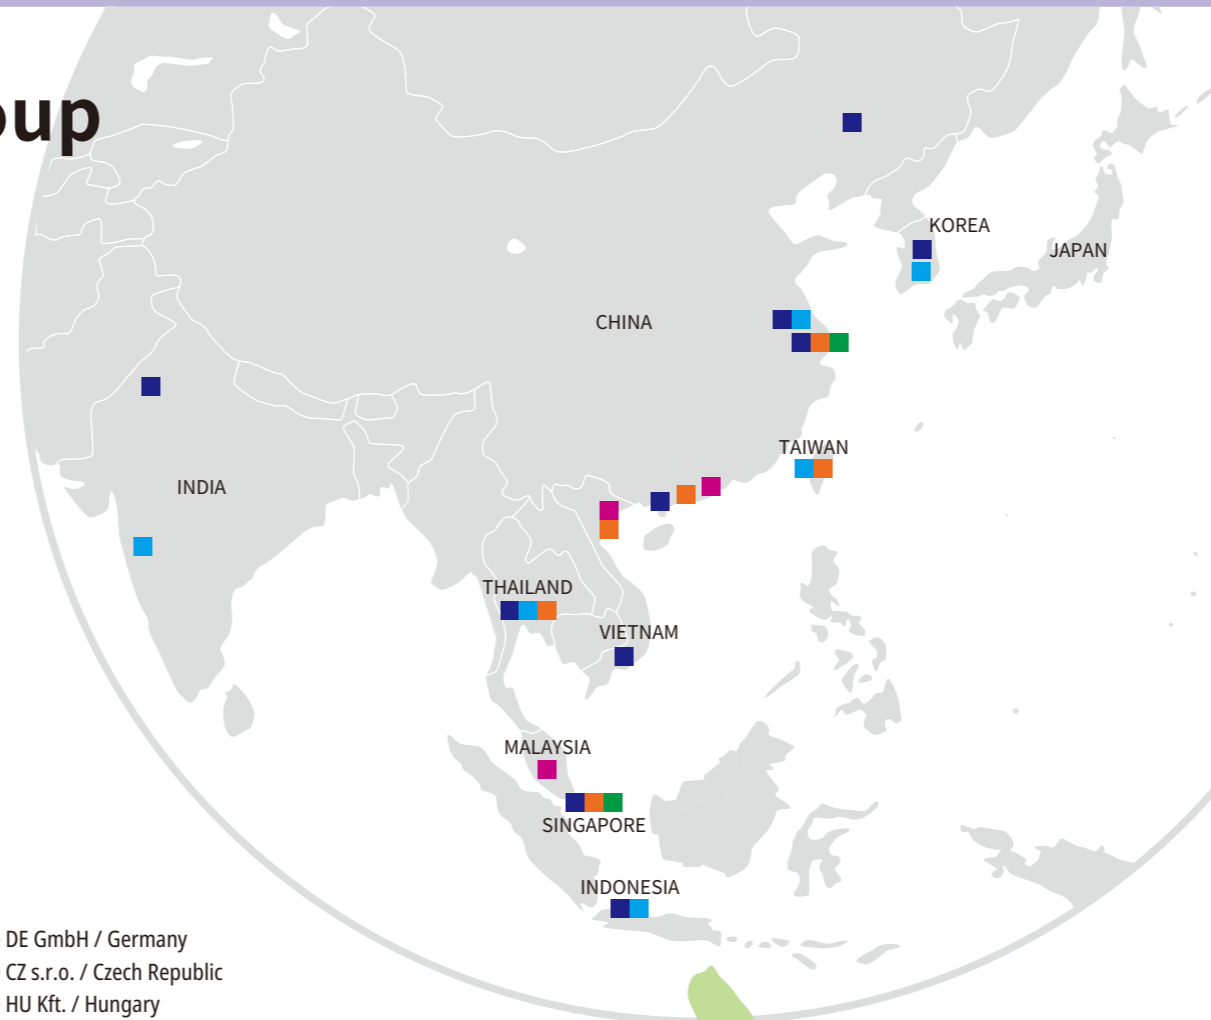 oup
KOREA
JAPAN
CHINA
TAIWAN
INDIA
THAILAND
VIETNAM
MALAYSIA
SINGAPORE
INDONESIA
DE GmbH / Germany
CZ s.r.o. / Czech Republic
HU Kft. / Hungary